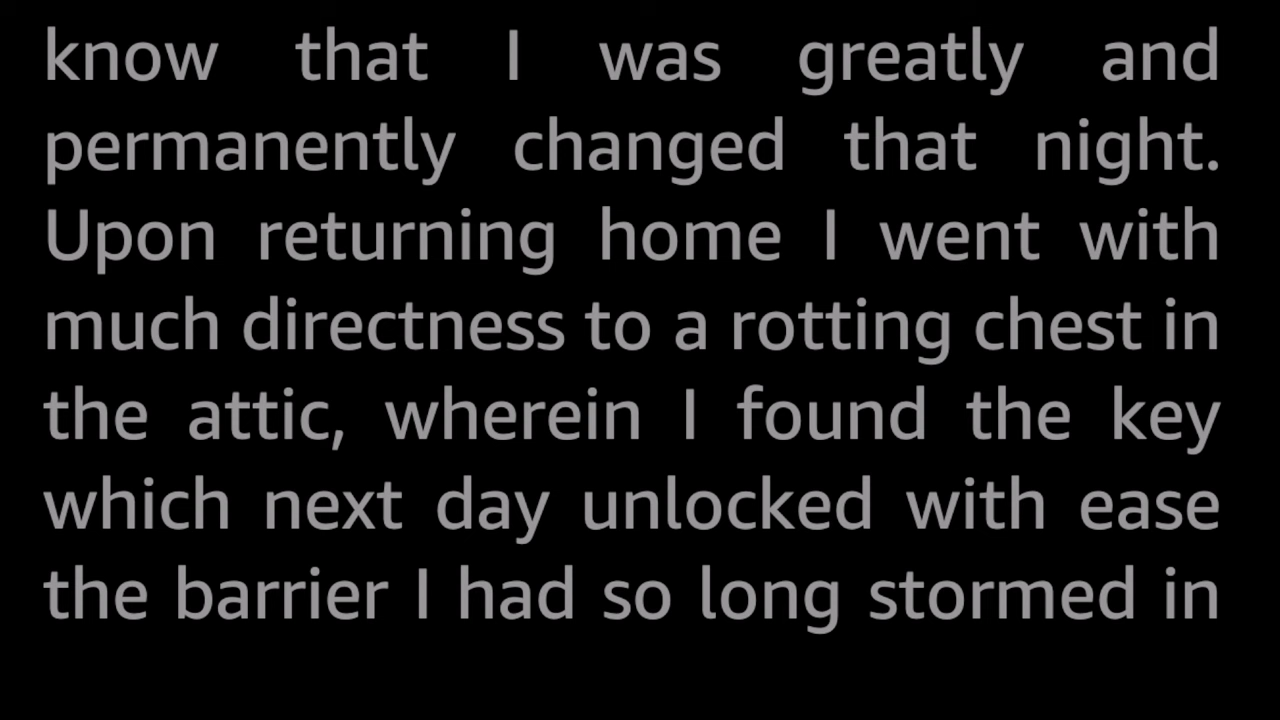 know that I was greatly and
permanently changed that night.
Upon returning home I went with
much directness to a rotting chest in
the attic, wherein I found the key
which next day unlocked with ease
the barrier I had so long stormed in